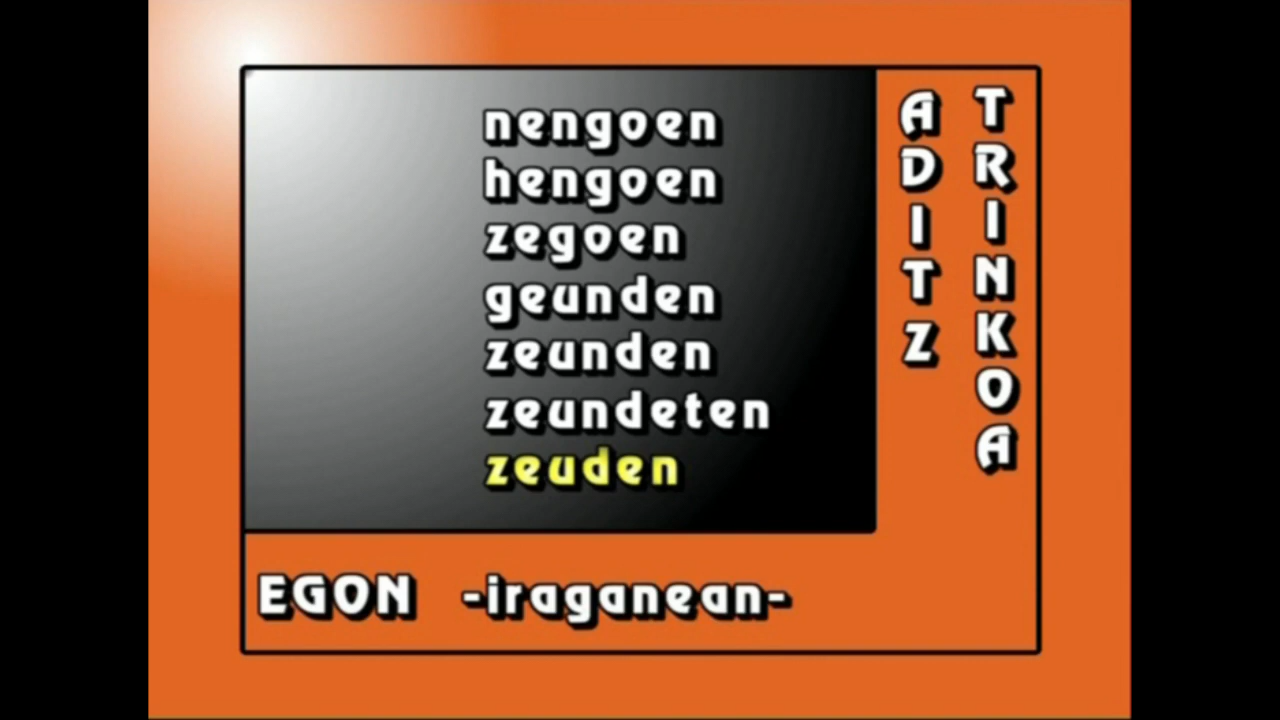 nengoen
hengoen
zegoen
geunden
zeunden
zeundeten
zeuden
EGON -iraganean-
ADITZ
TRINKOA